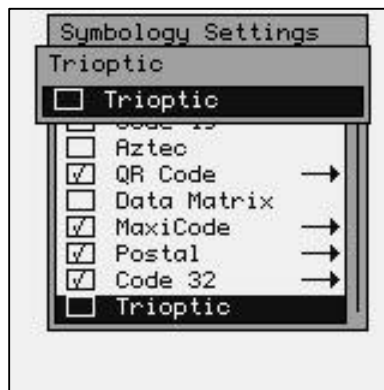 Symbology Settings
Trioptic
Trioptic
Aztec
QR Code
Data Matrix
MaxiCode
Postal
Code 32
Trioptic